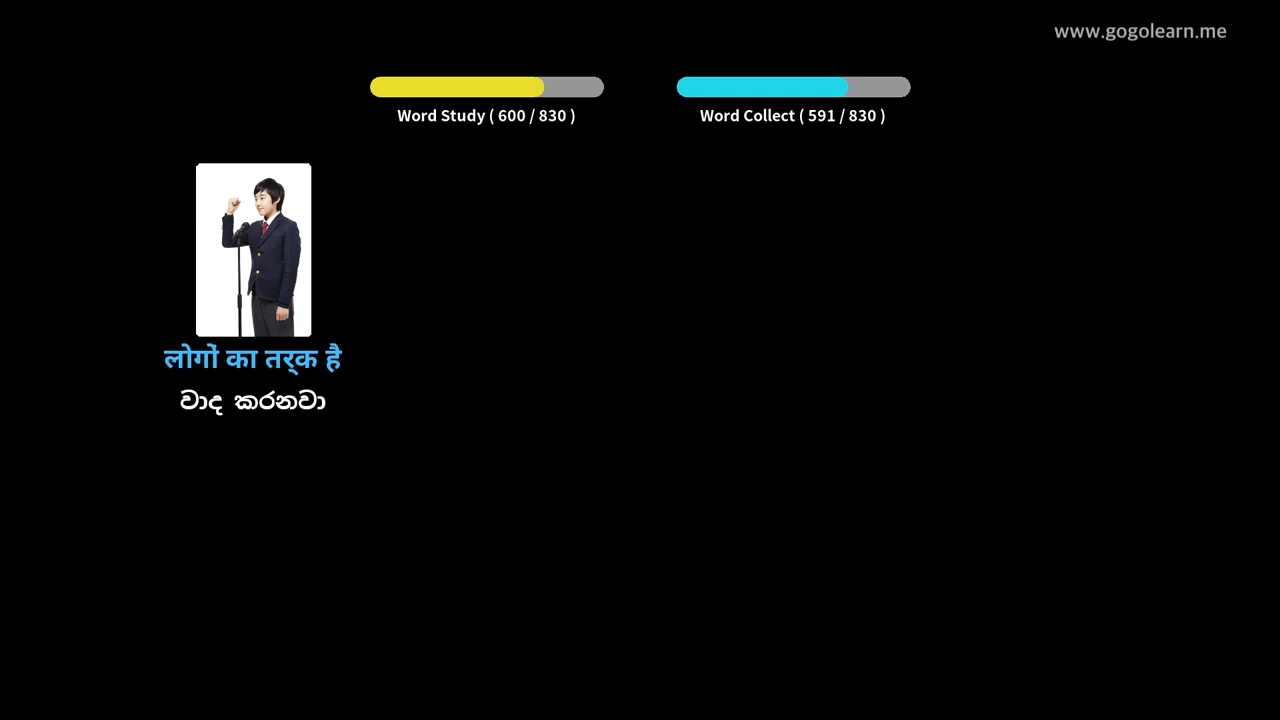 www.gogolearn.me
Word Study ( 600 / 830 )
Word Collect ( 591 / 830 )
लोगों का तर्क है
වාද කරනවා